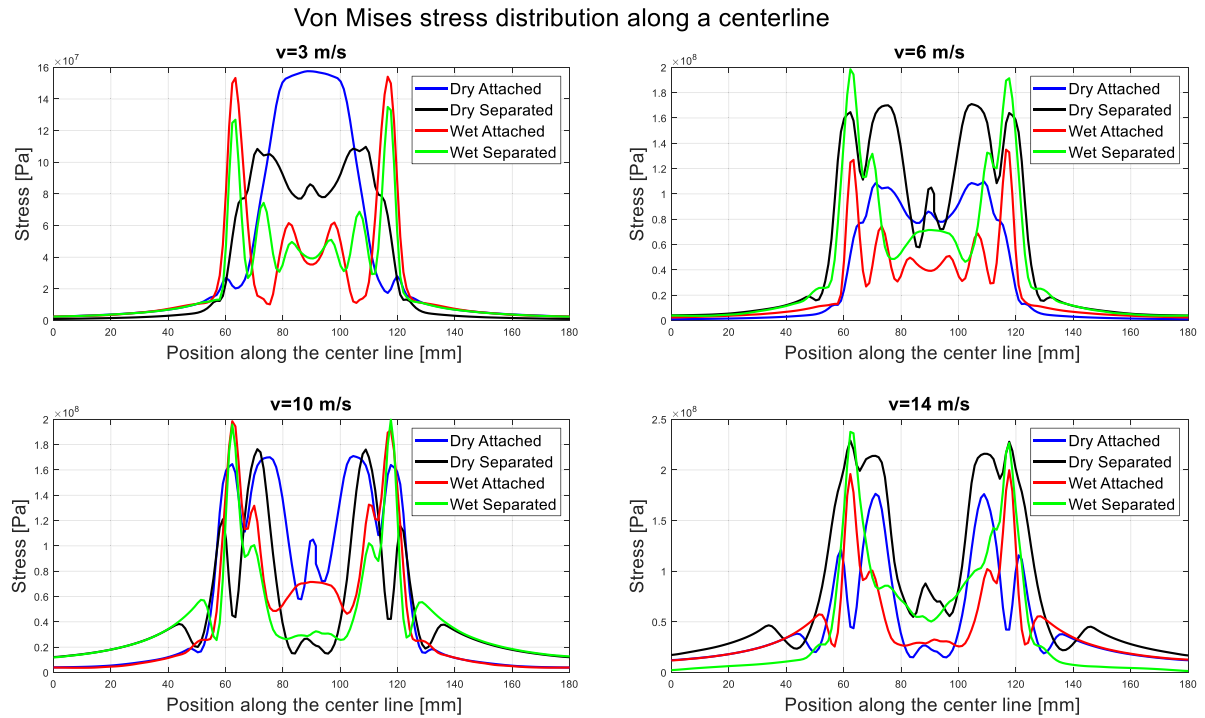 Von Mises stress distribution along a centerline
v=3 m/s
×10⁷
16
14
12
10
8
6
4
2
0
Stress [Pa]
0 20 40 60 80 100 120 140 160 180
Position along the center line [mm]
Dry Attached
Dry Separated
Wet Attached
Wet Separated
v=6 m/s
×10⁸
2
1.8
1.6
1.4
1.2
1
0.8
0.6
0.4
0.2
0
Stress [Pa]
0 20 40 60 80 100 120 140 160 180
Position along the center line [mm]
Dry Attached
Dry Separated
Wet Attached
Wet Separated
v=10 m/s
×10⁸
2
1.8
1.6
1.4
1.2
1
0.8
0.6
0.4
0.2
0
Stress [Pa]
0 20 40 60 80 100 120 140 160 180
Position along the center line [mm]
Dry Attached
Dry Separated
Wet Attached
Wet Separated
v=14 m/s
×10⁸
2.5
2
1.5
1
0.5
0
Stress [Pa]
0 20 40 60 80 100 120 140 160 180
Position along the center line [mm]
Dry Attached
Dry Separated
Wet Attached
Wet Separated